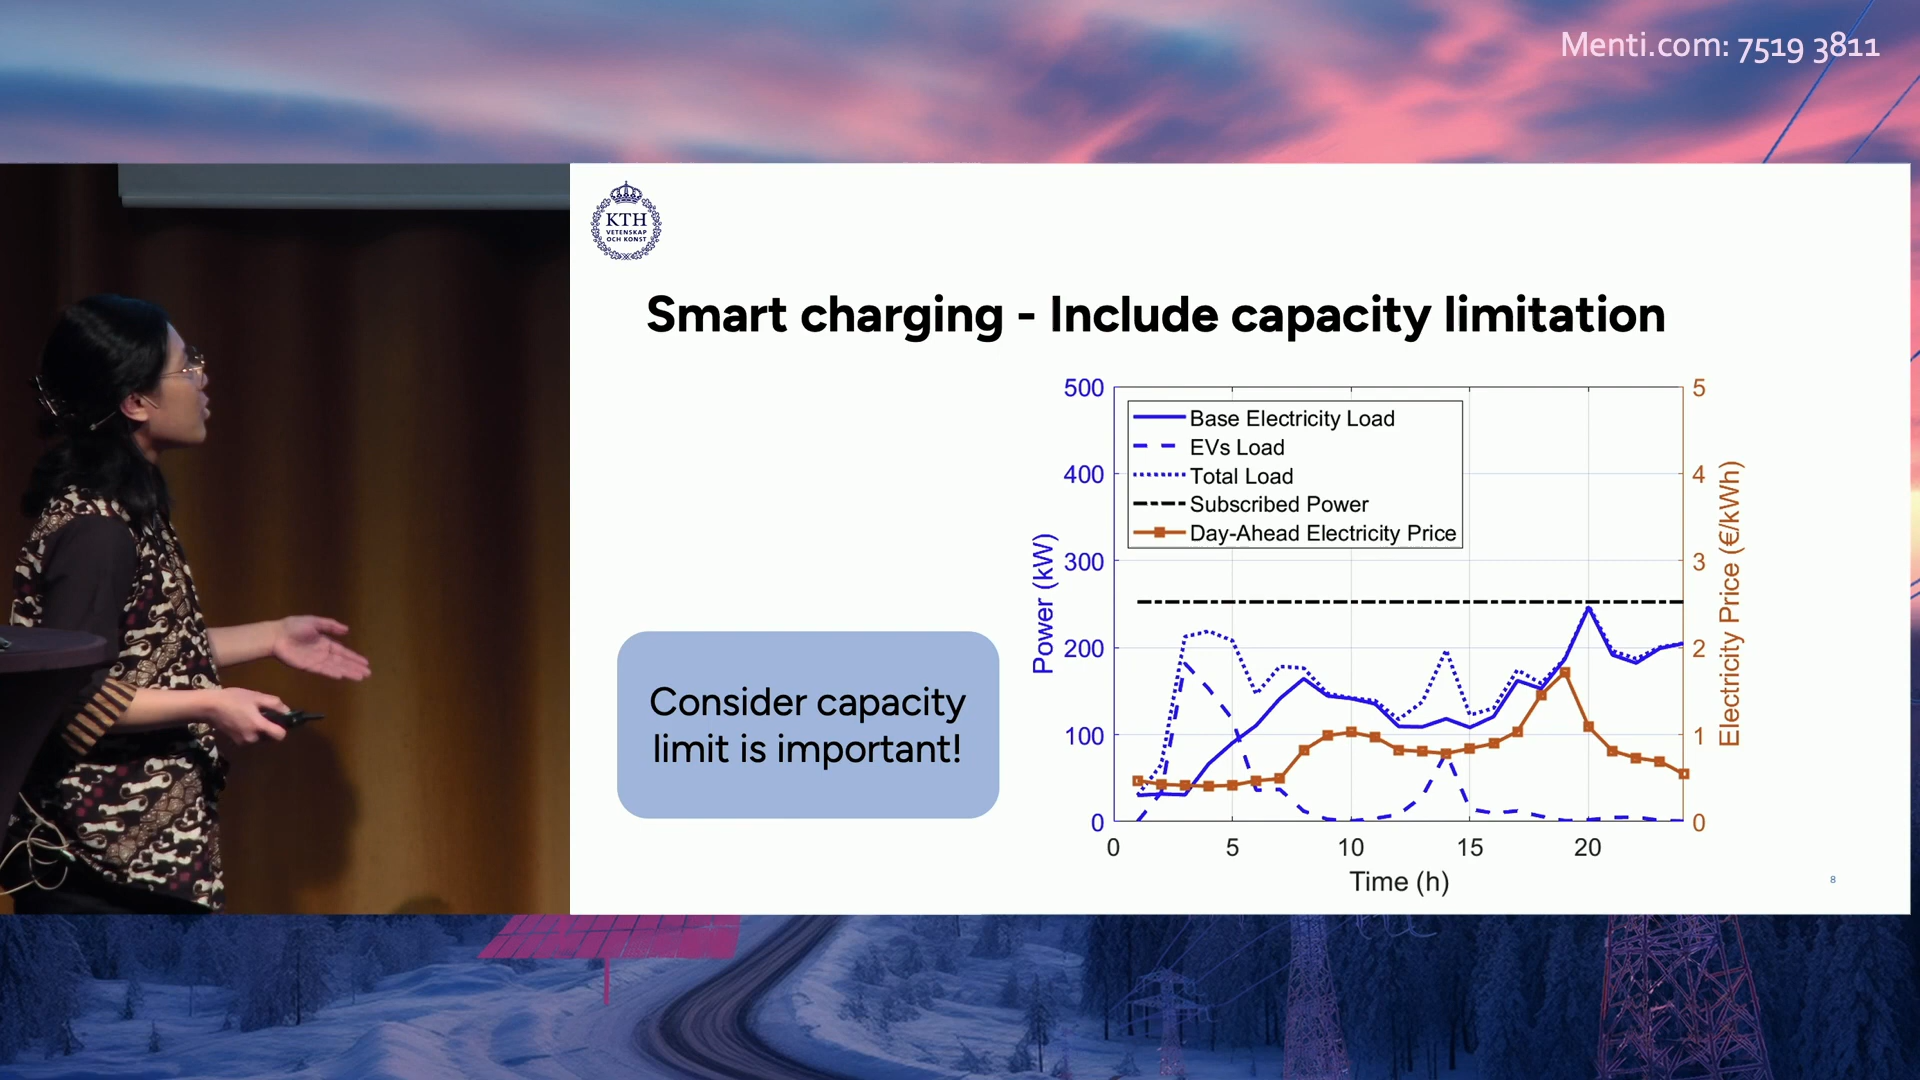 Menti.com: 7519 3811
KTH
VETENSKAP
OCH KONST
Smart charging - Include capacity limitation
Consider capacity
limit is important!
500
400
300
200
100
0
Power (kW)
Base Electricity Load
EVs Load
Total Load
Subscribed Power
Day-Ahead Electricity Price
5
4
3
2
1
0
Electricity Price (€/kWh)
0 5 10 15 20
Time (h)
8